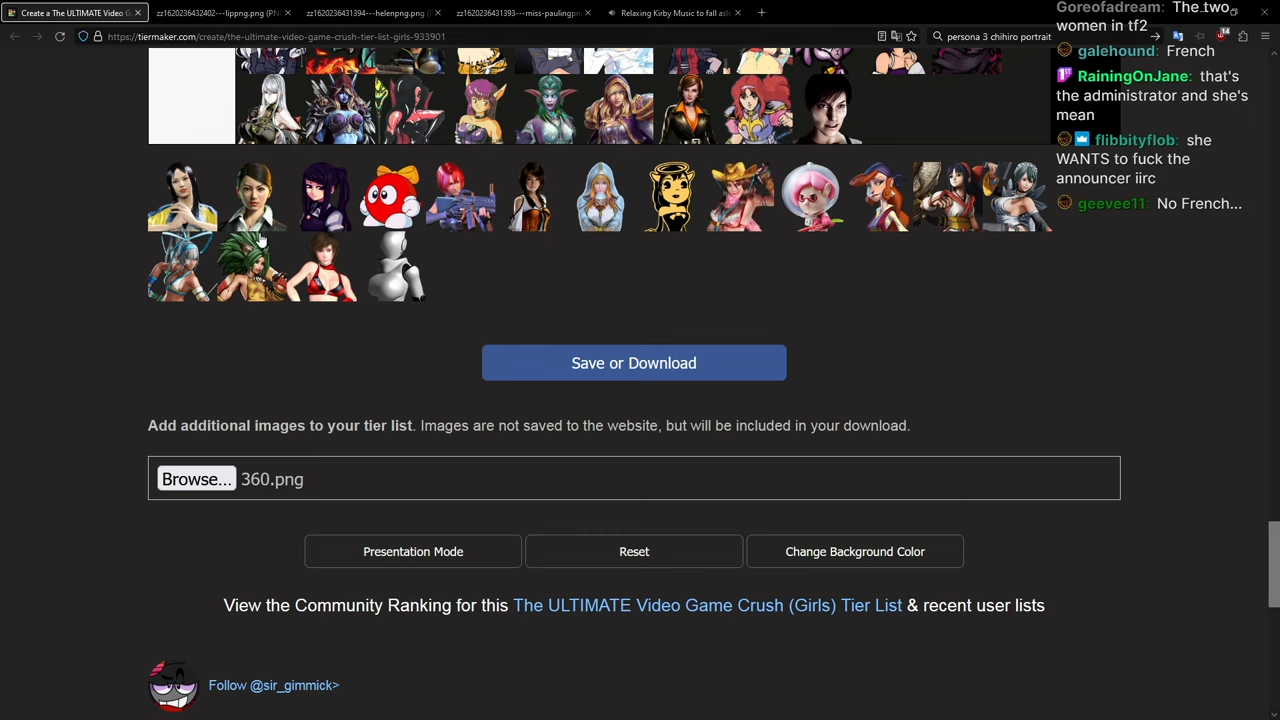 Create a The ULTIMATE Video G
zz1620236432402---lippng.png (PN
zz1620236431394---helenpng.png (
zz1620236431393---miss-paulingpn
Relaxing Kirby Music to fall asle
https://tiermaker.com/create/the-ultimate-video-game-crush-tier-list-girls-933901
persona 3 chihiro portrait
14
Goreofadream: The two
women in tf2
galehound: French
RainingOnJane: that's
the administrator and she's
mean
flibbityflob: she
WANTS to fuck the
announcer iirc
geevee11: No French...
Save or Download
Add additional images to your tier list. Images are not saved to the website, but will be included in your download.
Browse... 360.png
Presentation Mode
Reset
Change Background Color
View the Community Ranking for this The ULTIMATE Video Game Crush (Girls) Tier List & recent user lists
Follow @sir_gimmick>